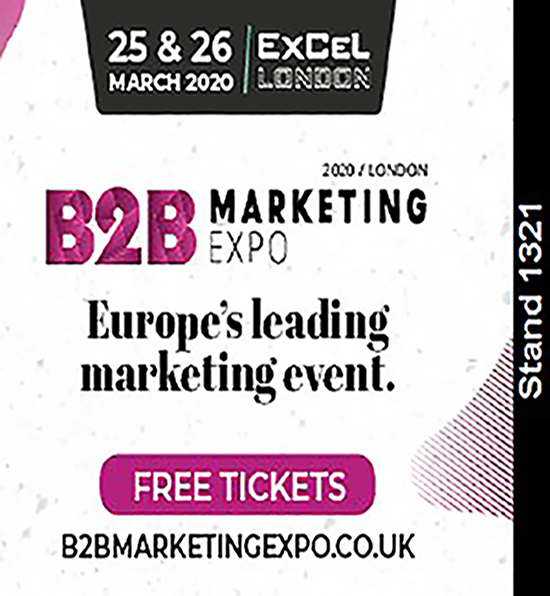 25 & 26
MARCH 2020
ExCeL
LONDON
2020 / LONDON
B2B MARKETING
EXPO
Europe's leading
marketing event.
FREE TICKETS
B2BMARKETINGEXPO.CO.UK
Stand 1321